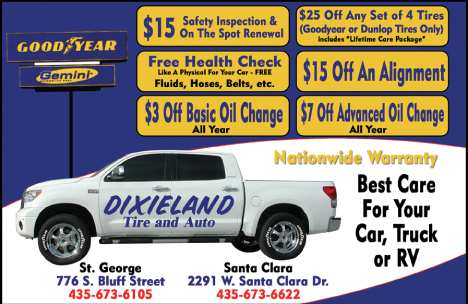 GOODYEAR
Gemini
$15 Safety Inspection &
On The Spot Renewal
$25 Off Any Set of 4 Tires
(Goodyear or Dunlop Tires Only)
includes "Lifetime Care Package"
Free Health Check
Like A Physical For Your Car - FREE
Fluids, Hoses, Belts, etc.
$15 Off An Alignment
$3 Off Basic Oil Change
All Year
$7 Off Advanced Oil Change
All Year
Nationwide Warranty
Best Care
For Your
Car, Truck
or RV
DIXIELAND
Tire and Auto
St. George
776 S. Bluff Street
435-673-6105
Santa Clara
2291 W. Santa Clara Dr.
435-673-6622